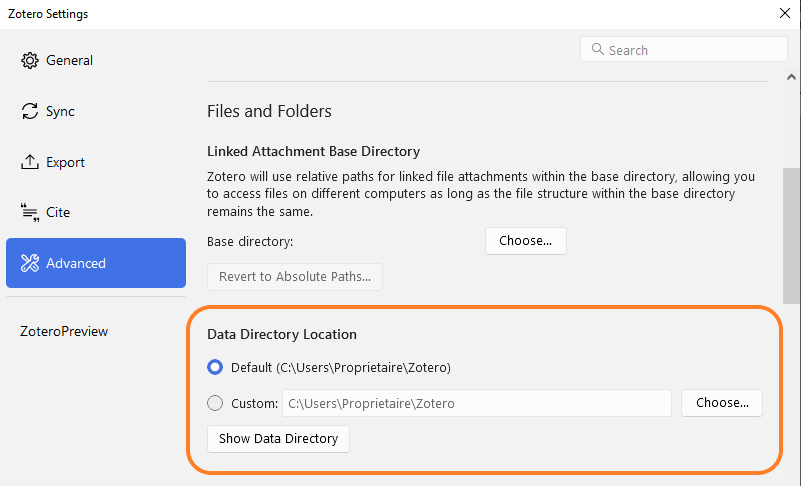 Zotero Settings
General
Search
Sync
Files and Folders
Linked Attachment Base Directory
Export
Zotero will use relative paths for linked file attachments within the base directory, allowing you
to access files on different computers as long as the file structure within the base directory
remains the same.
Cite
Base directory:
Choose...
Advanced
Revert to Absolute Paths...
ZoteroPreview
Data Directory Location
Default (C:\Users\Proprietaire\Zotero)
Custom:
C:\Users\Proprietaire\Zotero
Choose...
Show Data Directory